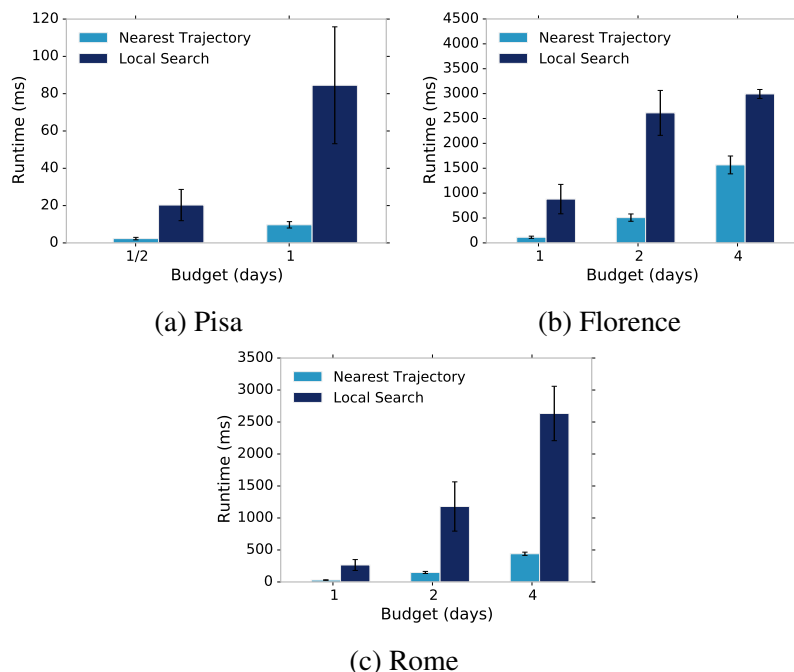 120
100
80
60
40
20
0
Runtime (ms)
Nearest Trajectory
Local Search
1/2 1
Budget (days)
(a) Pisa
4500
4000
3500
3000
2500
2000
1500
1000
500
0
Runtime (ms)
Nearest Trajectory
Local Search
1 2 4
Budget (days)
(b) Florence
3500
3000
2500
2000
1500
1000
500
0
Runtime (ms)
Nearest Trajectory
Local Search
1 2 4
Budget (days)
(c) Rome